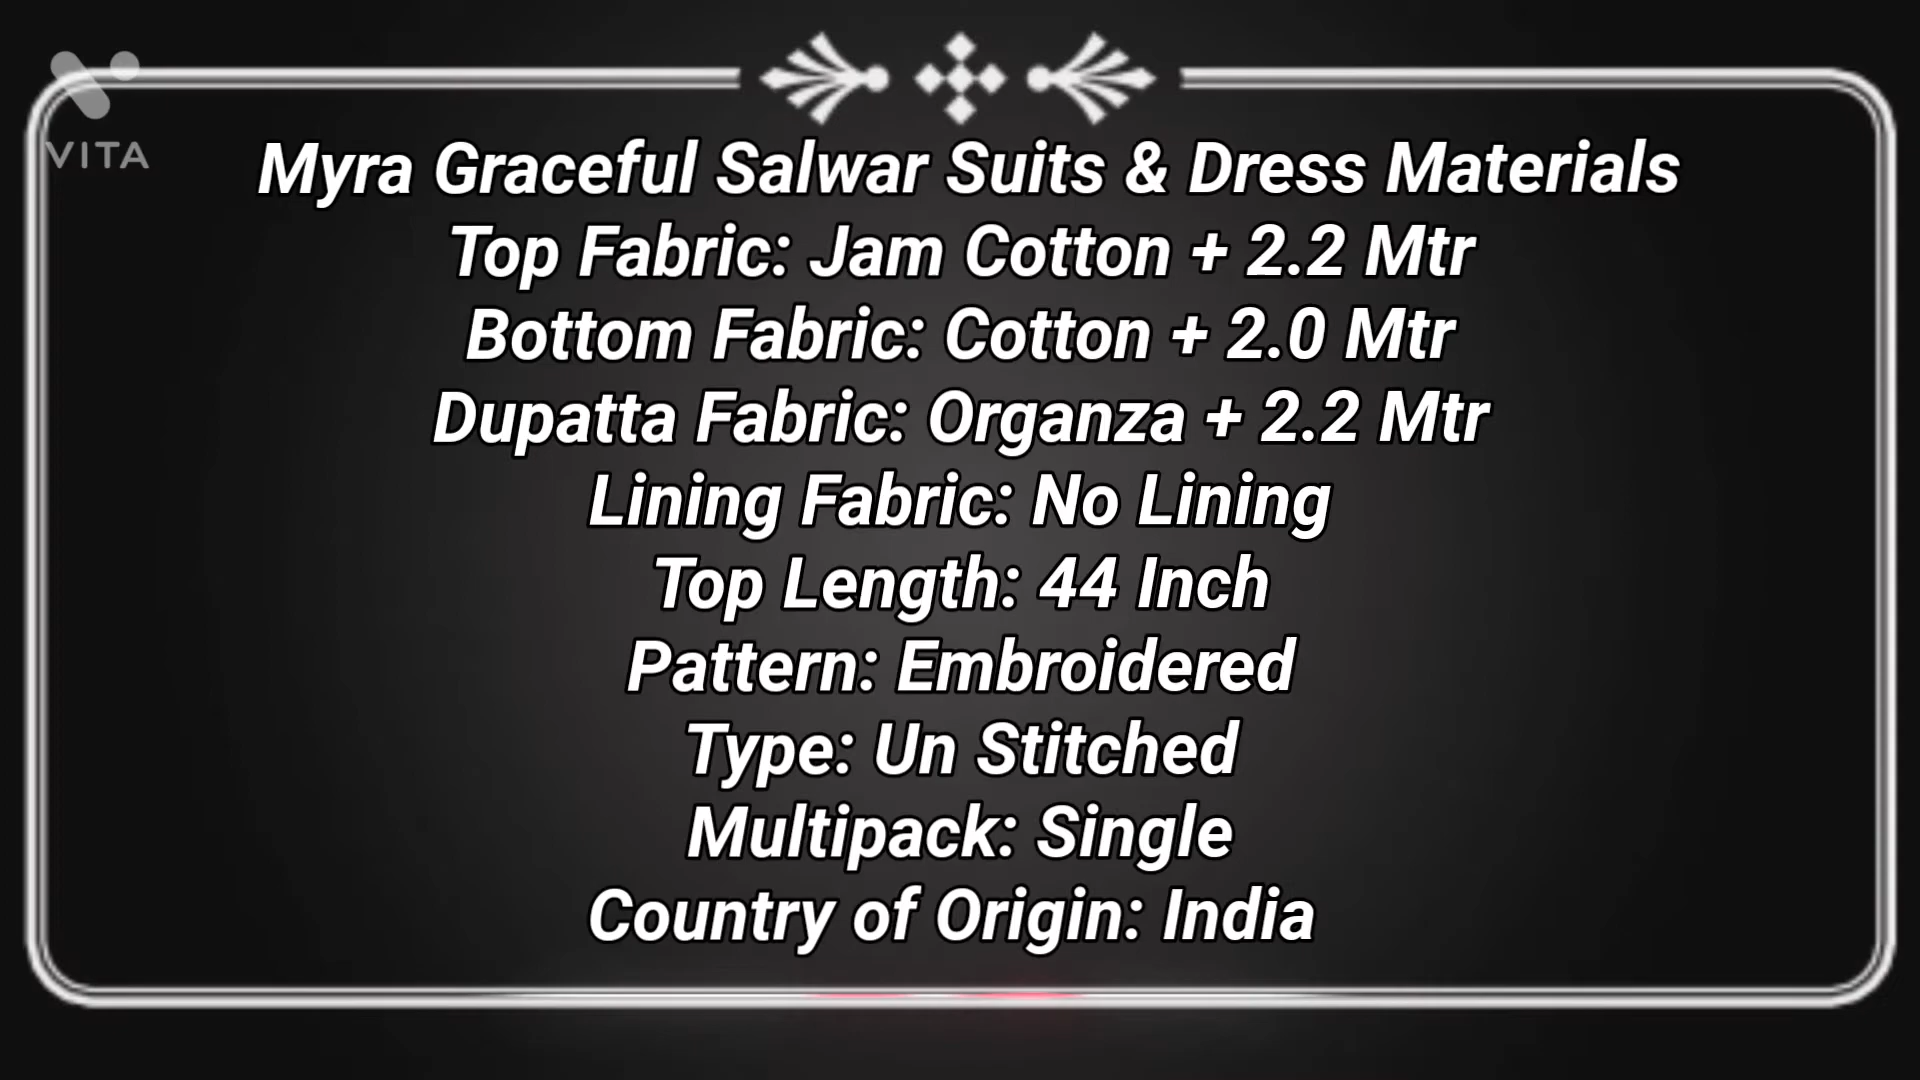 VITA
Myra Graceful Salwar Suits & Dress Materials
Top Fabric: Jam Cotton + 2.2 Mtr
Bottom Fabric: Cotton + 2.0 Mtr
Dupatta Fabric: Organza + 2.2 Mtr
Lining Fabric: No Lining
Top Length: 44 Inch
Pattern: Embroidered
Type: Un Stitched
Multipack: Single
Country of Origin: India